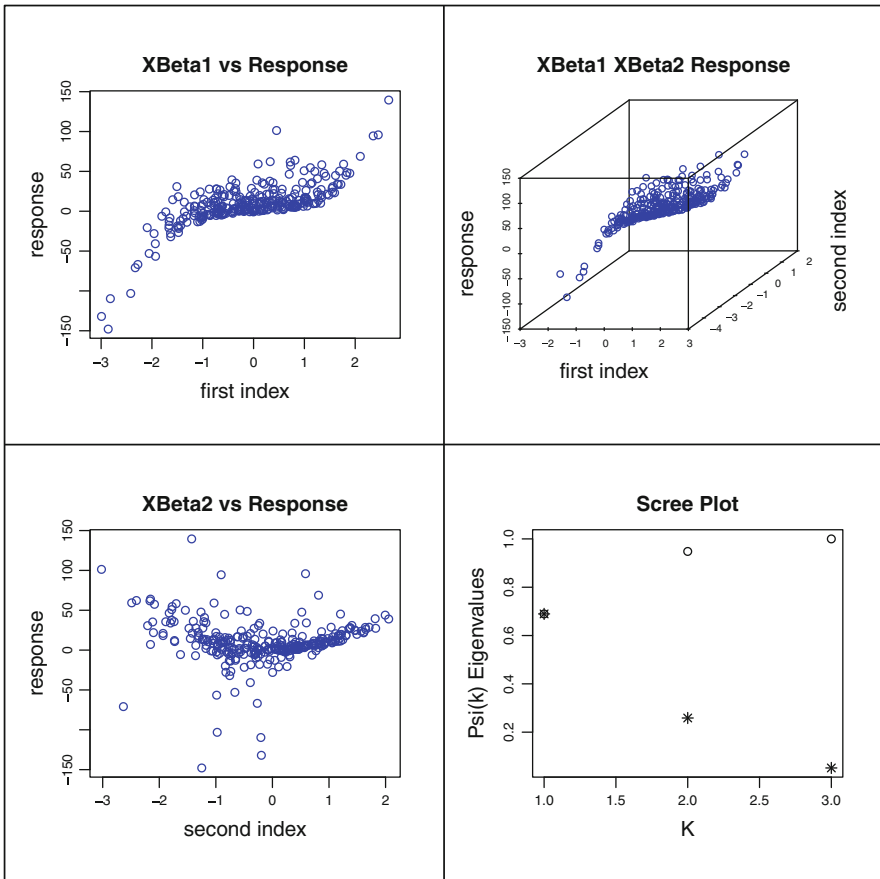 XBeta1 vs Response
150
100
50
0
−50
−150
response
−3 −2 −1 0 1 2
first index
XBeta1 XBeta2 Response
150
100
50
0
−50
−100
−150
response
−3 −2 −1 0 1 2 3
first index
−4 −3 −2 −1 0 1 2
second index
XBeta2 vs Response
150
100
50
0
−50
−150
response
−3 −2 −1 0 1 2
second index
Scree Plot
1.0
0.8
0.6
0.4
0.2
Psi(k) Eigenvalues
1.0 1.5 2.0 2.5 3.0
K